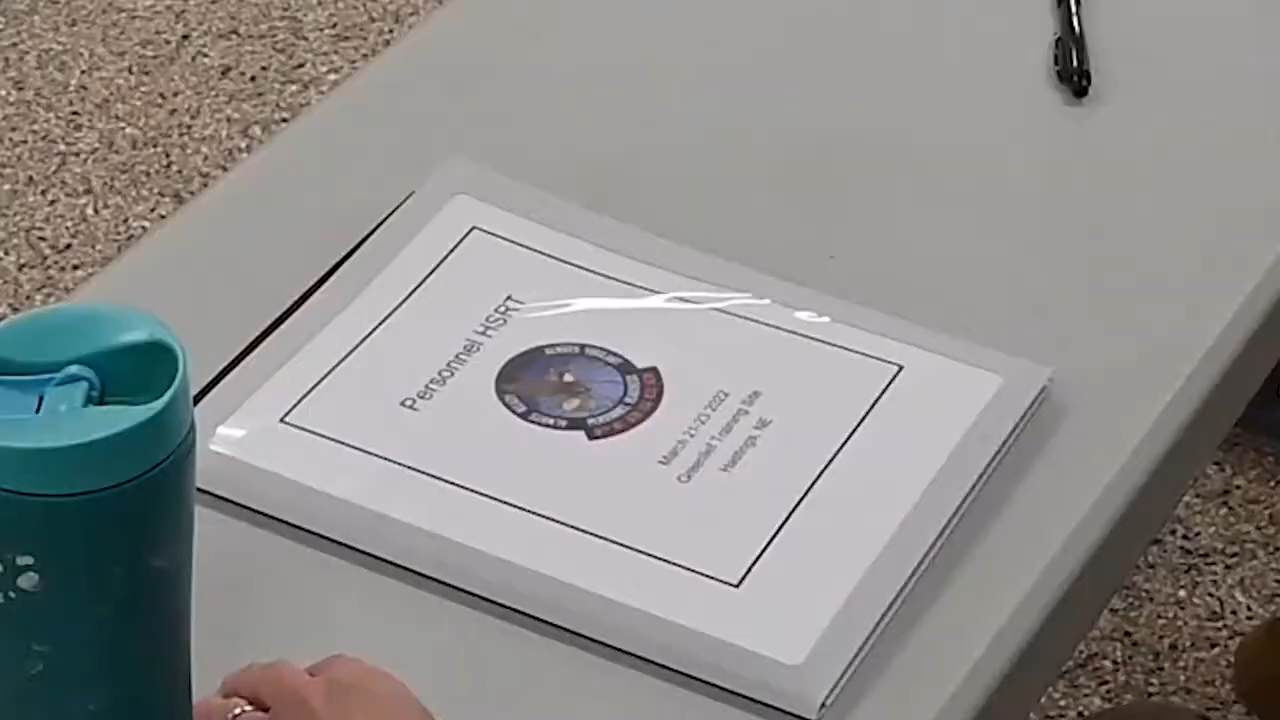 Personnel HSRT
March 21-23 2022
Greenlief Training Site
Hastings, NE